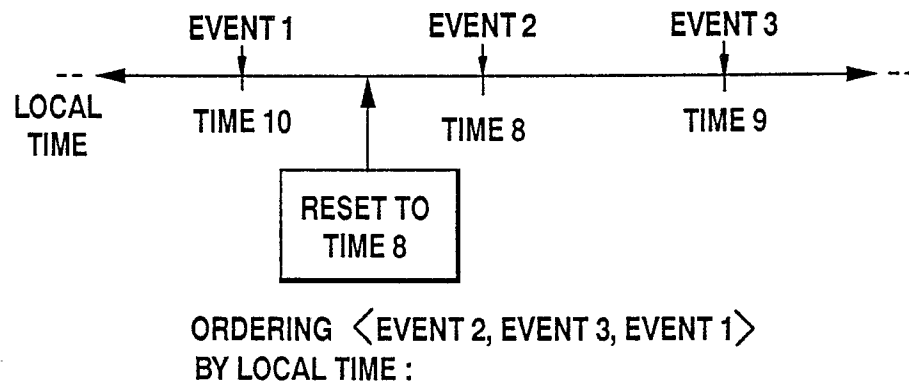 EVENT 1 EVENT 2 EVENT 3
LOCAL
TIME
TIME 10 TIME 8 TIME 9
RESET TO
TIME 8
ORDERING <EVENT 2, EVENT 3, EVENT 1>
BY LOCAL TIME :